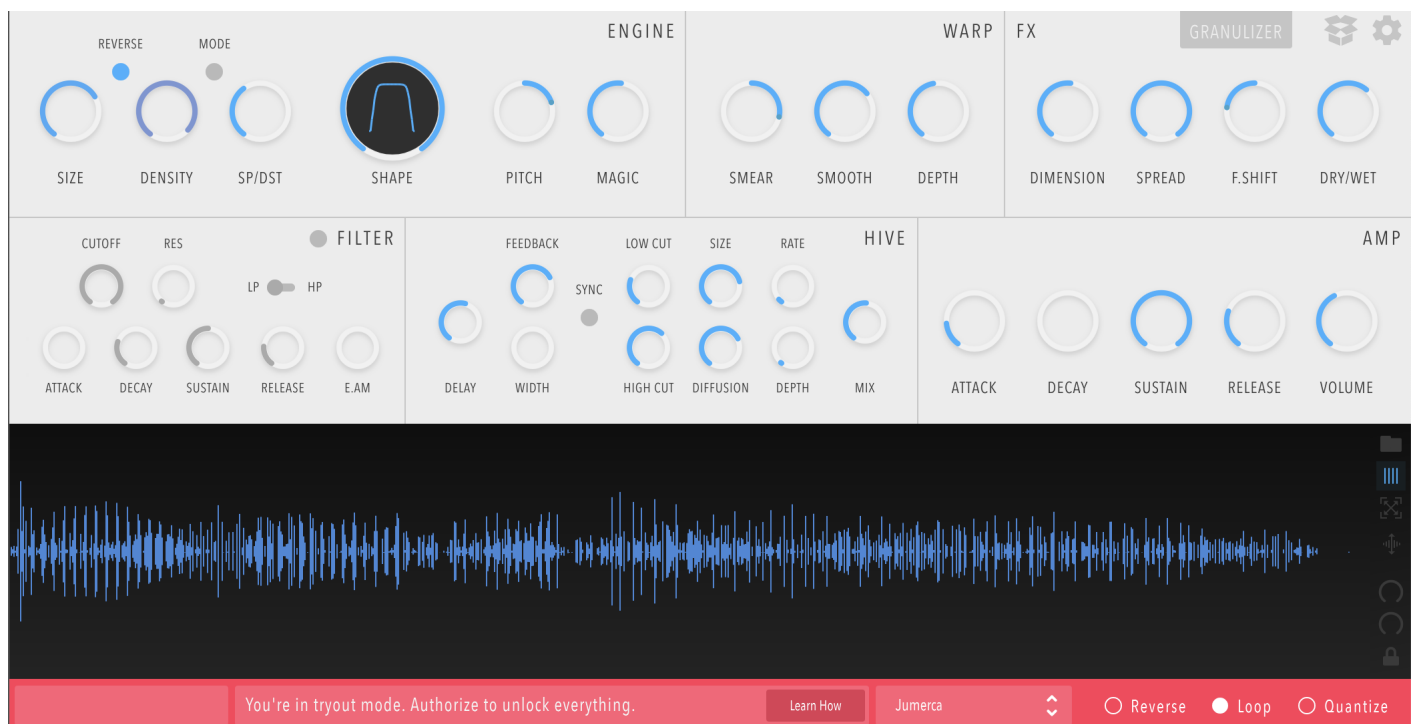 ENGINE
WARP
FX
GRANULIZER
REVERSE
MODE
SIZE
DENSITY
SP/DST
SHAPE
PITCH
MAGIC
SMEAR
SMOOTH
DEPTH
DIMENSION
SPREAD
F.SHIFT
DRY/WET
FILTER
CUTOFF
RES
LP
HP
ATTACK
DECAY
SUSTAIN
RELEASE
E.AM
HIVE
FEEDBACK
LOW CUT
SIZE
RATE
SYNC
DELAY
WIDTH
HIGH CUT
DIFFUSION
DEPTH
MIX
AMP
ATTACK
DECAY
SUSTAIN
RELEASE
VOLUME
You're in tryout mode. Authorize to unlock everything.
Learn How
Jumerca
Reverse
Loop
Quantize